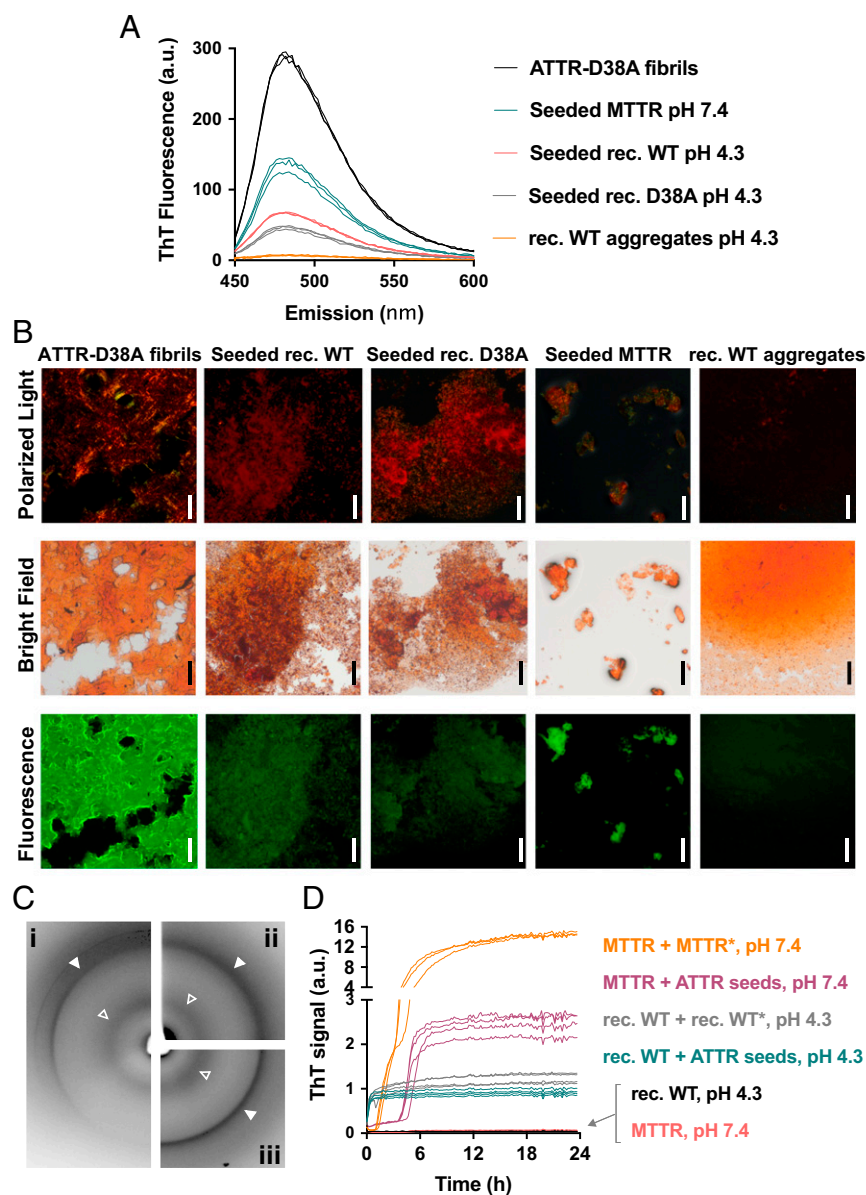 A
ThT Fluorescence (a.u.)
300
200
100
0
450
500
550
600
Emission (nm)
ATTR-D38A fibrils
Seeded MTTR pH 7.4
Seeded rec. WT pH 4.3
Seeded rec. D38A pH 4.3
rec. WT aggregates pH 4.3
B
ATTR-D38A fibrils Seeded rec. WT Seeded rec. D38A Seeded MTTR rec. WT aggregates
Polarized Light
Bright Field
Fluorescence
C
i
ii
iii
D
ThT signal (a.u.)
16
12
8
4
3
2
1
0
0
6
12
18
24
Time (h)
MTTR + MTTR*, pH 7.4
MTTR + ATTR seeds, pH 7.4
rec. WT + rec. WT*, pH 4.3
rec. WT + ATTR seeds, pH 4.3
rec. WT, pH 4.3
MTTR, pH 7.4